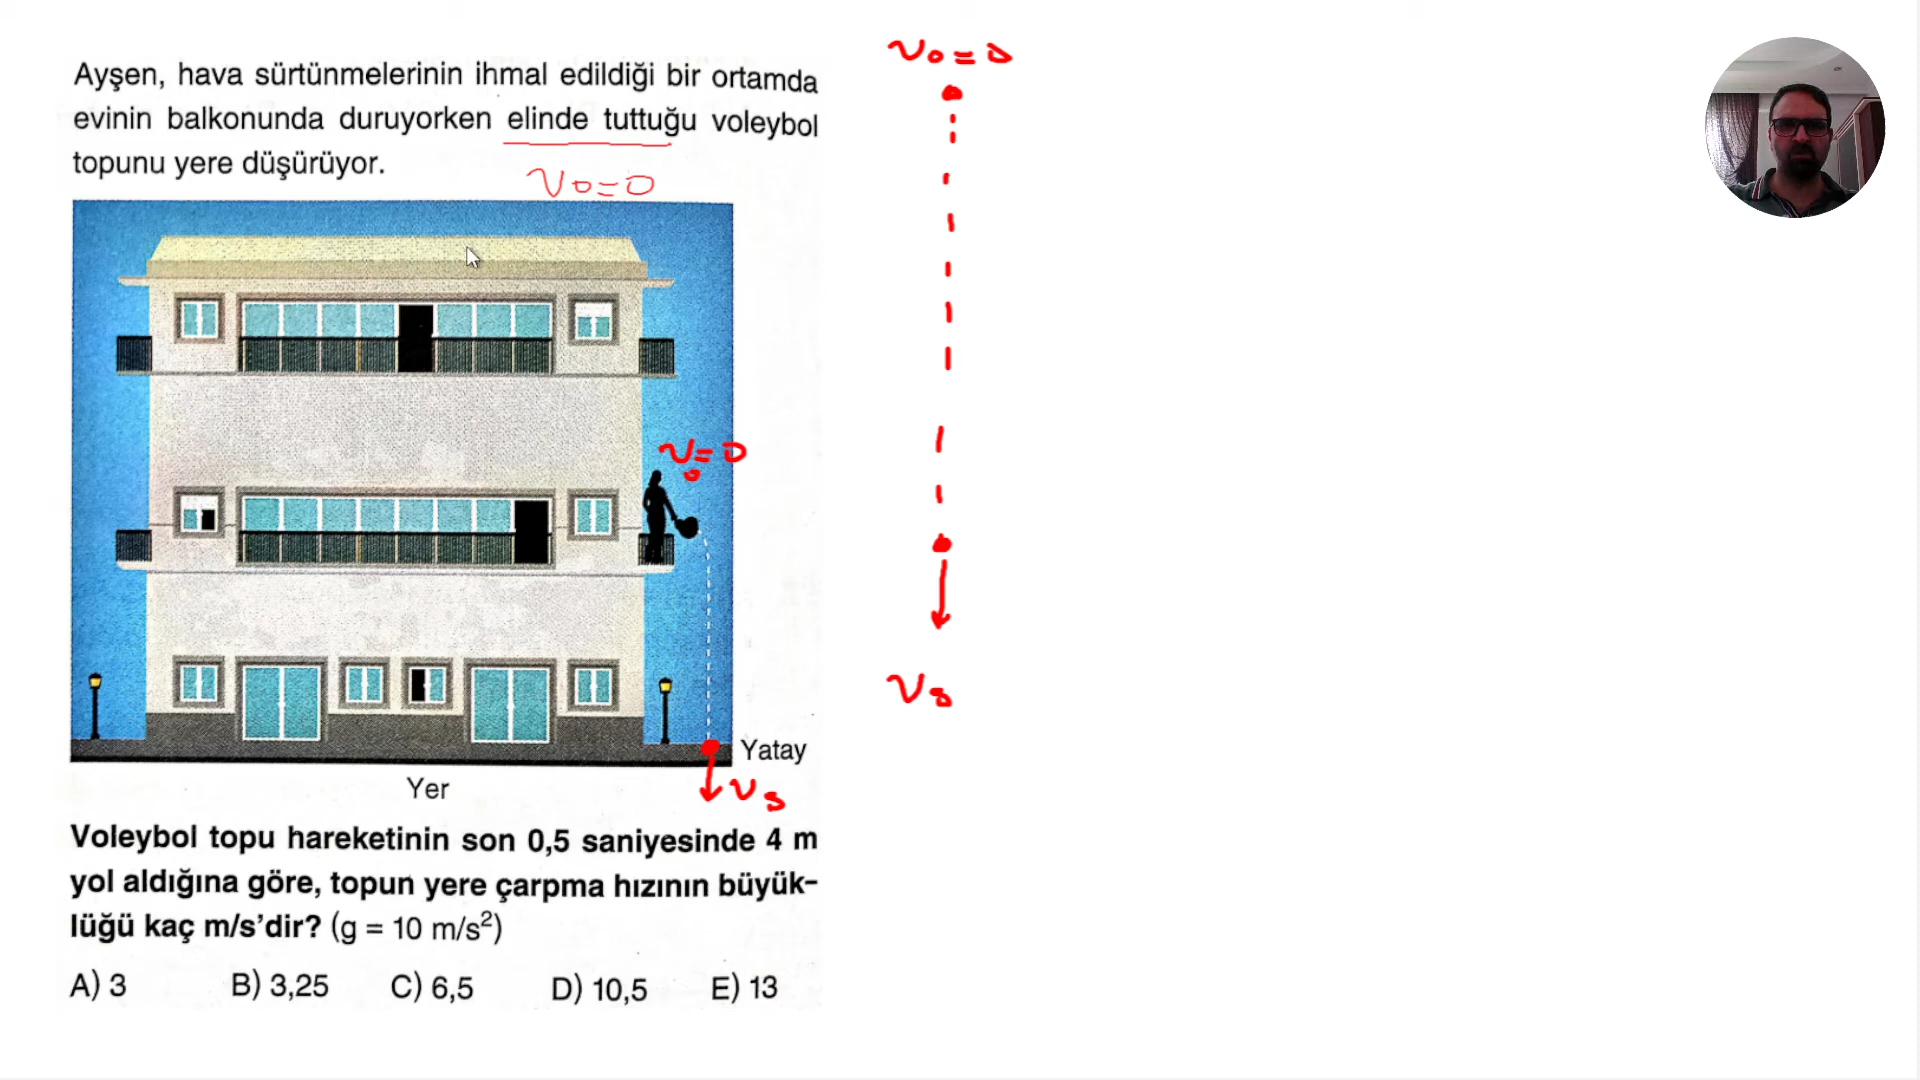 Ayşen, hava sürtünmelerinin ihmal edildiği bir ortamda
evinin balkonunda duruyorken elinde tuttuğu voleybol
topunu yere düşürüyor.
v0=0
v0=0
vs
Yatay
Yer
Voleybol topu hareketinin son 0,5 saniyesinde 4 m
yol aldığına göre, topun yere çarpma hızının büyük-
lüğü kaç m/s'dir? (g = 10 m/s²)
A) 3 B) 3,25 C) 6,5 D) 10,5 E) 13
v0=0
vs